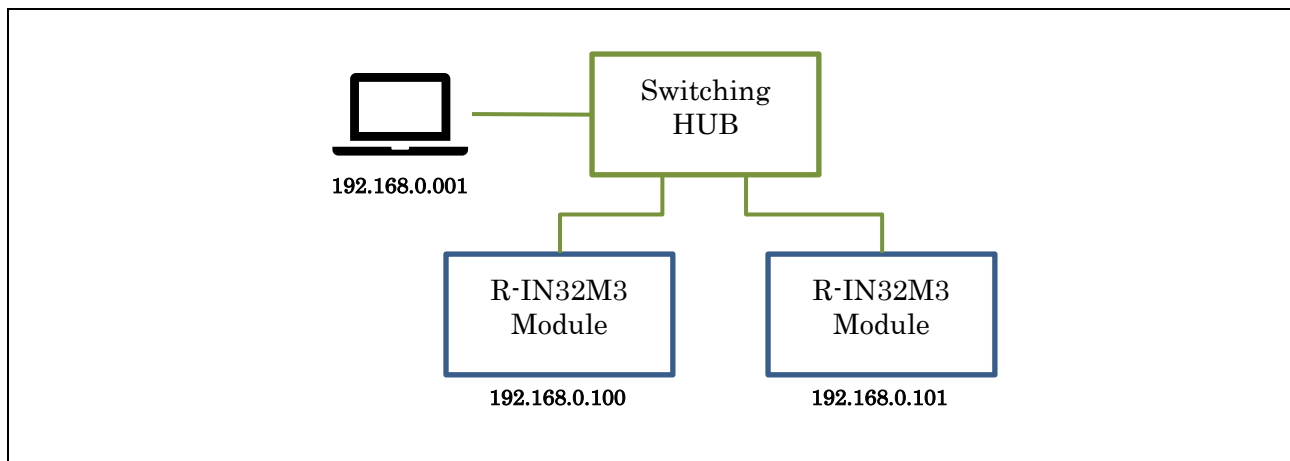 Switching
HUB
192.168.0.001
R-IN32M3
Module
R-IN32M3
Module
192.168.0.100
192.168.0.101